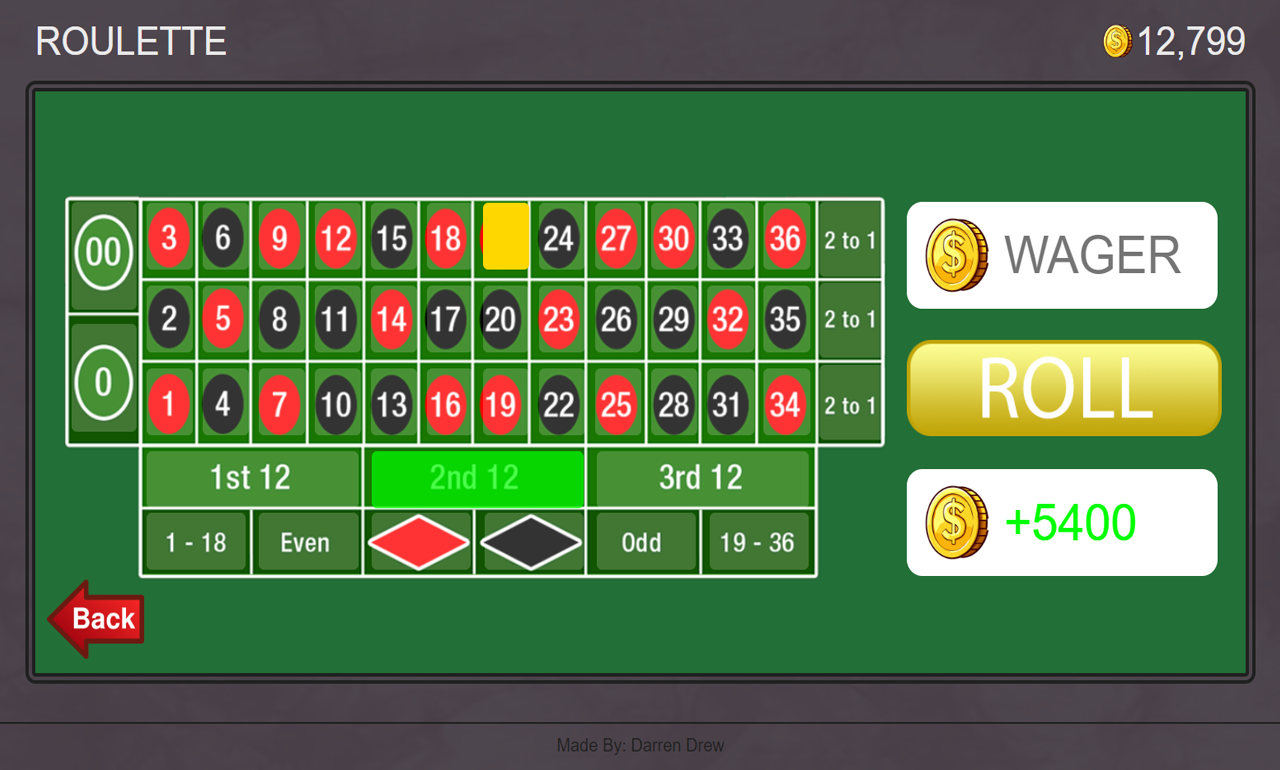 ROULETTE
$ 12,799
00 3 6 9 12 15 18 24 27 30 33 36 2 to 1
2 5 8 11 14 17 20 23 26 29 32 35 2 to 1
0 1 4 7 10 13 16 19 22 25 28 31 34 2 to 1
1st 12 2nd 12 3rd 12
1 - 18 Even Odd 19 - 36
$ WAGER
ROLL
$ +5400
Back
Made By: Darren Drew